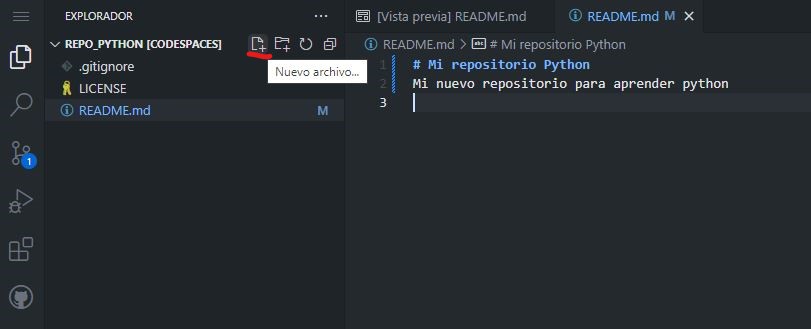 EXPLORADOR
REPO_PYTHON [CODESPACES]
Nuevo archivo...
.gitignore
LICENSE
README.md M
1
[Vista previa] README.md
README.md M
README.md > # Mi repositorio Python
1 # Mi repositorio Python
2 Mi nuevo repositorio para aprender python
3